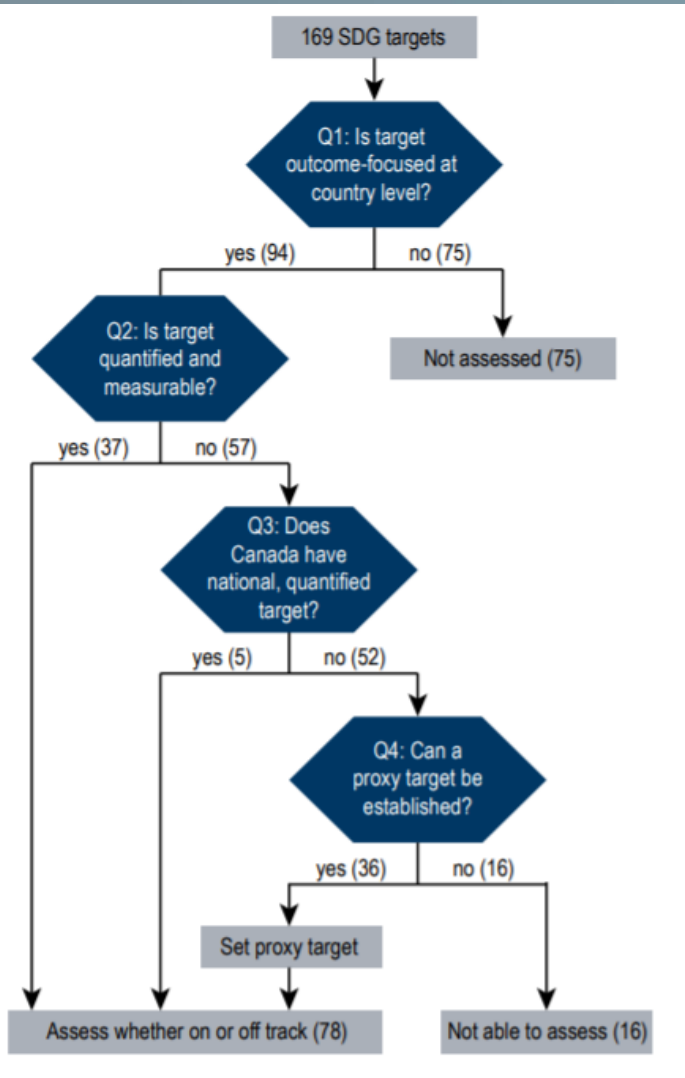 169 SDG targets
Q1: Is target
outcome-focused at
country level?
yes (94)
no (75)
Q2: Is target
quantified and
measurable?
Not assessed (75)
yes (37)
no (57)
Q3: Does
Canada have
national, quantified
target?
yes (5)
no (52)
Q4: Can a
proxy target be
established?
yes (36)
no (16)
Set proxy target
Assess whether on or off track (78)
Not able to assess (16)